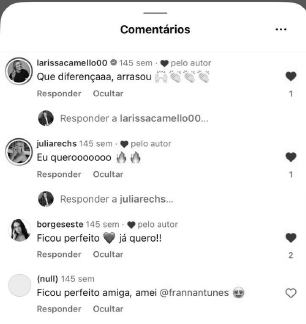 Comentários
larissacamello00 145 sem · 🖤 pelo autor
Que diferençaaa, arrasou 🙌👏👏👏
Responder Ocultar
1
Responder a larissacamello00...
juliarechs 145 sem · 🖤 pelo autor
Eu querooooooo 🔥🔥
Responder Ocultar
1
Responder a juliarechs...
borgeseste 145 sem · 🖤 pelo autor
Ficou perfeito 🖤 já quero!!
Responder Ocultar
2
(null) 145 sem
Ficou perfeito amiga, amei @frannantunes 😍
Responder Ocultar